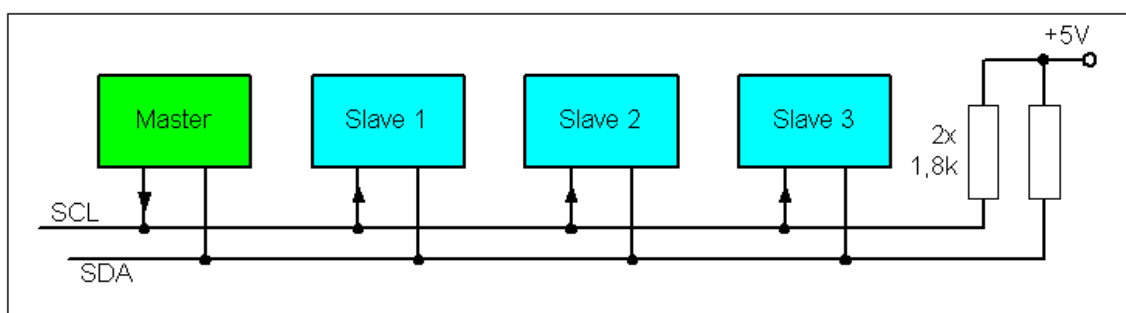 +5V
Master
Slave 1
Slave 2
Slave 3
2x
1,8k
SCL
SDA